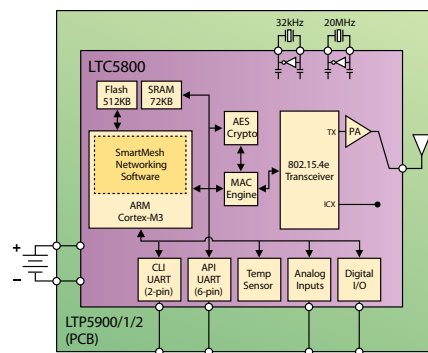 32kHz
20MHz
LTC5800
Flash
512KB
SRAM
72KB
AES
Crypto
TX
PA
SmartMesh
Networking
Software
802.15.4e
Transceiver
MAC
Engine
ARM
Cortex-M3
ICX
+
–
CLI
UART
(2-pin)
API
UART
(6-pin)
Temp
Sensor
Analog
Inputs
Digital
I/O
LTP5900/1/2
(PCB)